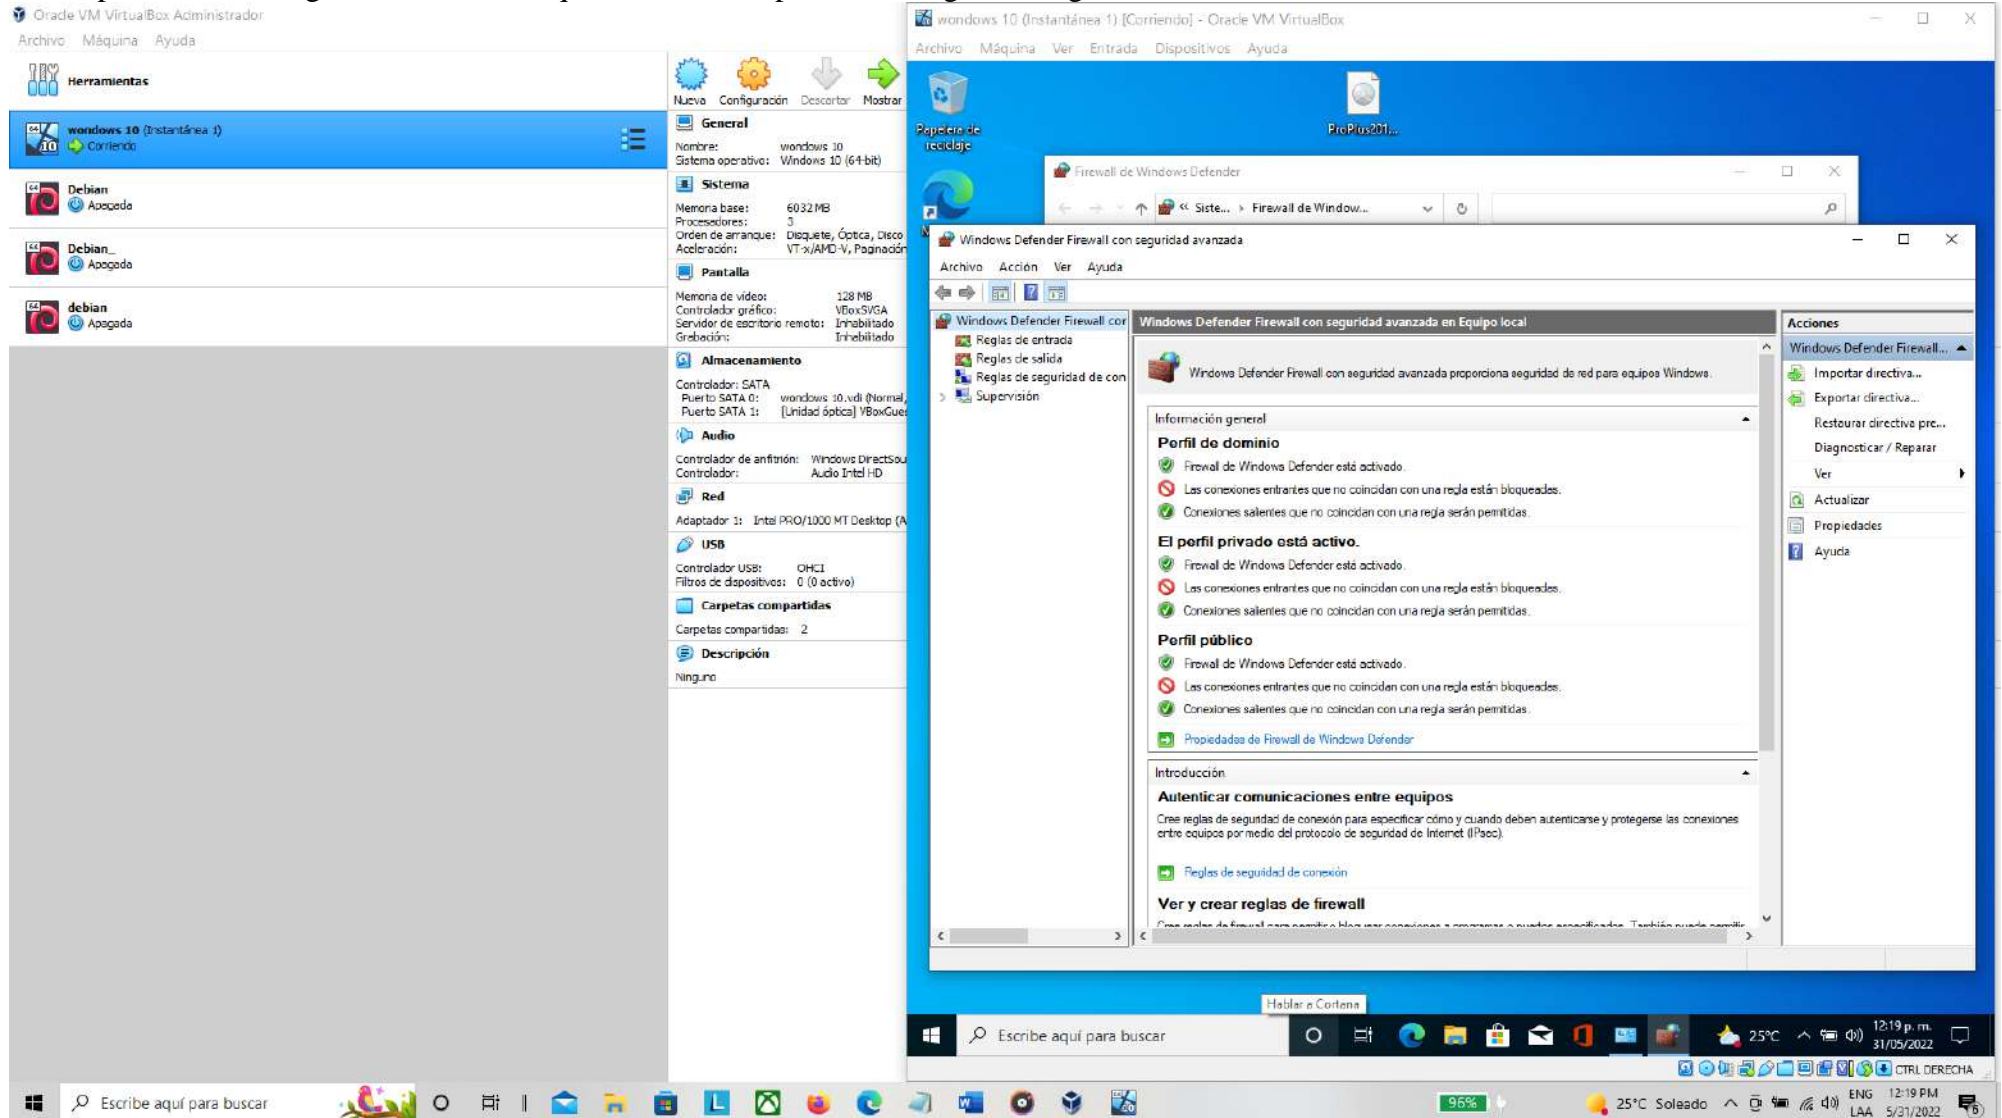 Oracle VM VirtualBox Administrador
Archivo Máquina Ayuda
Herramientas
wondows 10 (Instantánea 1)
Corriendo
Debian
Apagada
Debian_
Apagada
debian
Apagada
Nueva Configuración Descartar Mostrar
General
Nombre: wondows 10
Sistema operativo: Windows 10 (64-bit)
Sistema
Memoria base: 6032 MB
Procesadores: 3
Orden de arranque: Disquete, Óptica, Disco
Aceleración: VT-x/AMD-V, Paginación
Pantalla
Memoria de vídeo: 128 MB
Controlador gráfico: VBoxSVGA
Servidor de escritorio remoto: Inhabilitado
Grabación: Inhabilitado
Almacenamiento
Controlador: SATA
Puerto SATA 0: wondows 10.vdi (Normal,
Puerto SATA 1: [Unidad óptica] VBoxGues
Audio
Controlador de anfitrión: Windows DirectSou
Controlador: Audio Intel HD
Red
Adaptador 1: Intel PRO/1000 MT Desktop (A
USB
Controlador USB: OHCI
Filtros de dispositivos: 0 (0 activo)
Carpetas compartidas
Carpetas compartidas: 2
Descripción
Ninguno
wondows 10 (Instantánea 1) [Corriendo] - Oracle VM VirtualBox
Archivo Máquina Ver Entrada Dispositivos Ayuda
Papelera de
reciclaje
ProPlus201...
Firewall de Windows Defender
« Siste... > Firewall de Window...
Windows Defender Firewall con seguridad avanzada
Archivo Acción Ver Ayuda
Windows Defender Firewall cor
Reglas de entrada
Reglas de salida
Reglas de seguridad de con
Supervisión
Windows Defender Firewall con seguridad avanzada en Equipo local
Windows Defender Firewall con seguridad avanzada proporciona seguridad de red para equipos Windows.
Información general
Perfil de dominio
Firewall de Windows Defender está activado.
Las conexiones entrantes que no coincidan con una regla están bloqueadas.
Conexiones salientes que no coincidan con una regla serán permitidas.
El perfil privado está activo.
Firewall de Windows Defender está activado.
Las conexiones entrantes que no coincidan con una regla están bloqueadas.
Conexiones salientes que no coincidan con una regla serán permitidas.
Perfil público
Firewall de Windows Defender está activado.
Las conexiones entrantes que no coincidan con una regla están bloqueadas.
Conexiones salientes que no coincidan con una regla serán permitidas.
Propiedades de Firewall de Windows Defender
Introducción
Autenticar comunicaciones entre equipos
Cree reglas de seguridad de conexión para especificar cómo y cuando deben autenticarse y protegerse las conexiones
entre equipos por medio del protocolo de seguridad de Internet (IPsec).
Reglas de seguridad de conexión
Ver y crear reglas de firewall
Cree reglas de firewall para permitir o bloquear conexiones a programas o puertos especificados. También puede permitir
Acciones
Windows Defender Firewall...
Importar directiva...
Exportar directiva...
Restaurar directiva pre...
Diagnosticar / Reparar
Ver
Actualizar
Propiedades
Ayuda
Hablar a Cortana
Escribe aquí para buscar
25°C
12:19 p. m.
31/05/2022
CTRL DERECHA
Escribe aquí para buscar
96%
25°C Soleado
ENG
LAA
12:19 PM
5/31/2022
6